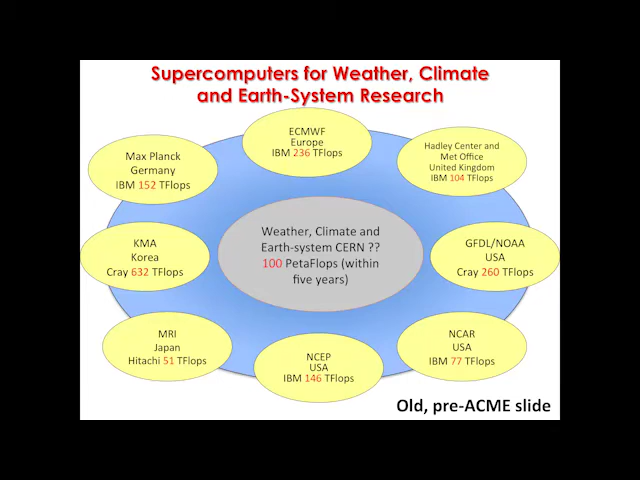 Supercomputers for Weather, Climate
and Earth-System Research
ECMWF
Europe
IBM 236 TFlops
Max Planck
Germany
IBM 152 TFlops
Hadley Center and
Met Office
United Kingdom
IBM 104 TFlops
KMA
Korea
Cray 632 TFlops
Weather, Climate and
Earth-system CERN ??
100 PetaFlops (within
five years)
GFDL/NOAA
USA
Cray 260 TFlops
MRI
Japan
Hitachi 51 TFlops
NCEP
USA
IBM 146 TFlops
NCAR
USA
IBM 77 TFlops
Old, pre-ACME slide